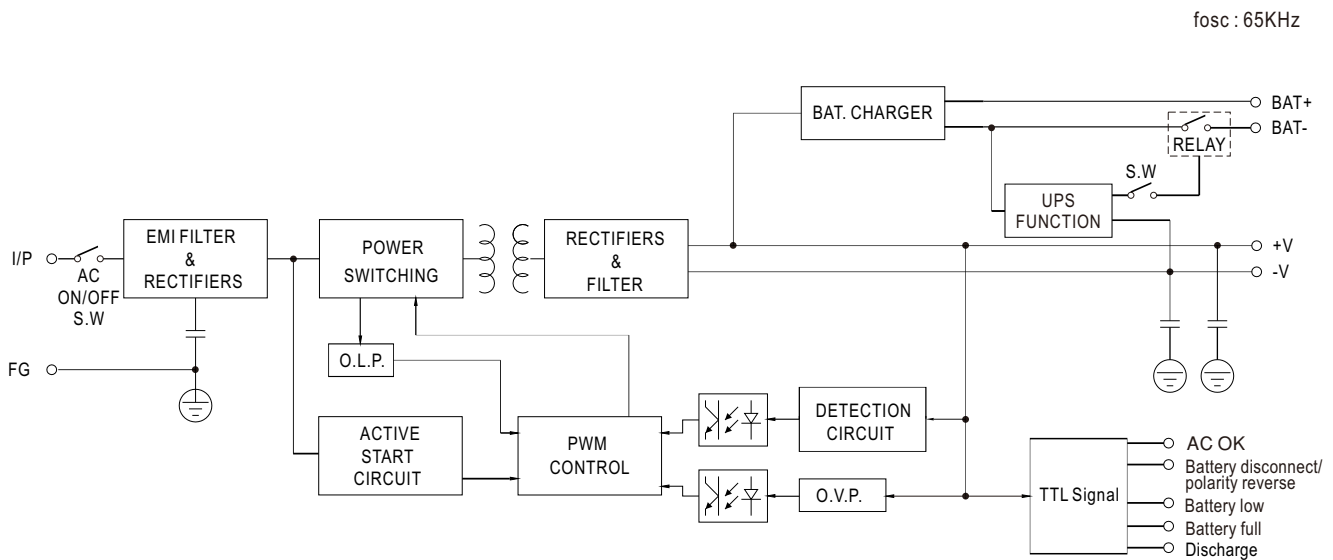 fosc : 65KHz
BAT. CHARGER
BAT+
BAT-
RELAY
S.W
UPS
FUNCTION
EMI FILTER
&
RECTIFIERS
POWER
SWITCHING
RECTIFIERS
&
FILTER
I/P
AC
ON/OFF
S.W
+V
-V
O.L.P.
FG
ACTIVE
START
CIRCUIT
PWM
CONTROL
DETECTION
CIRCUIT
O.V.P.
TTL Signal
AC OK
Battery disconnect/
polarity reverse
Battery low
Battery full
Discharge